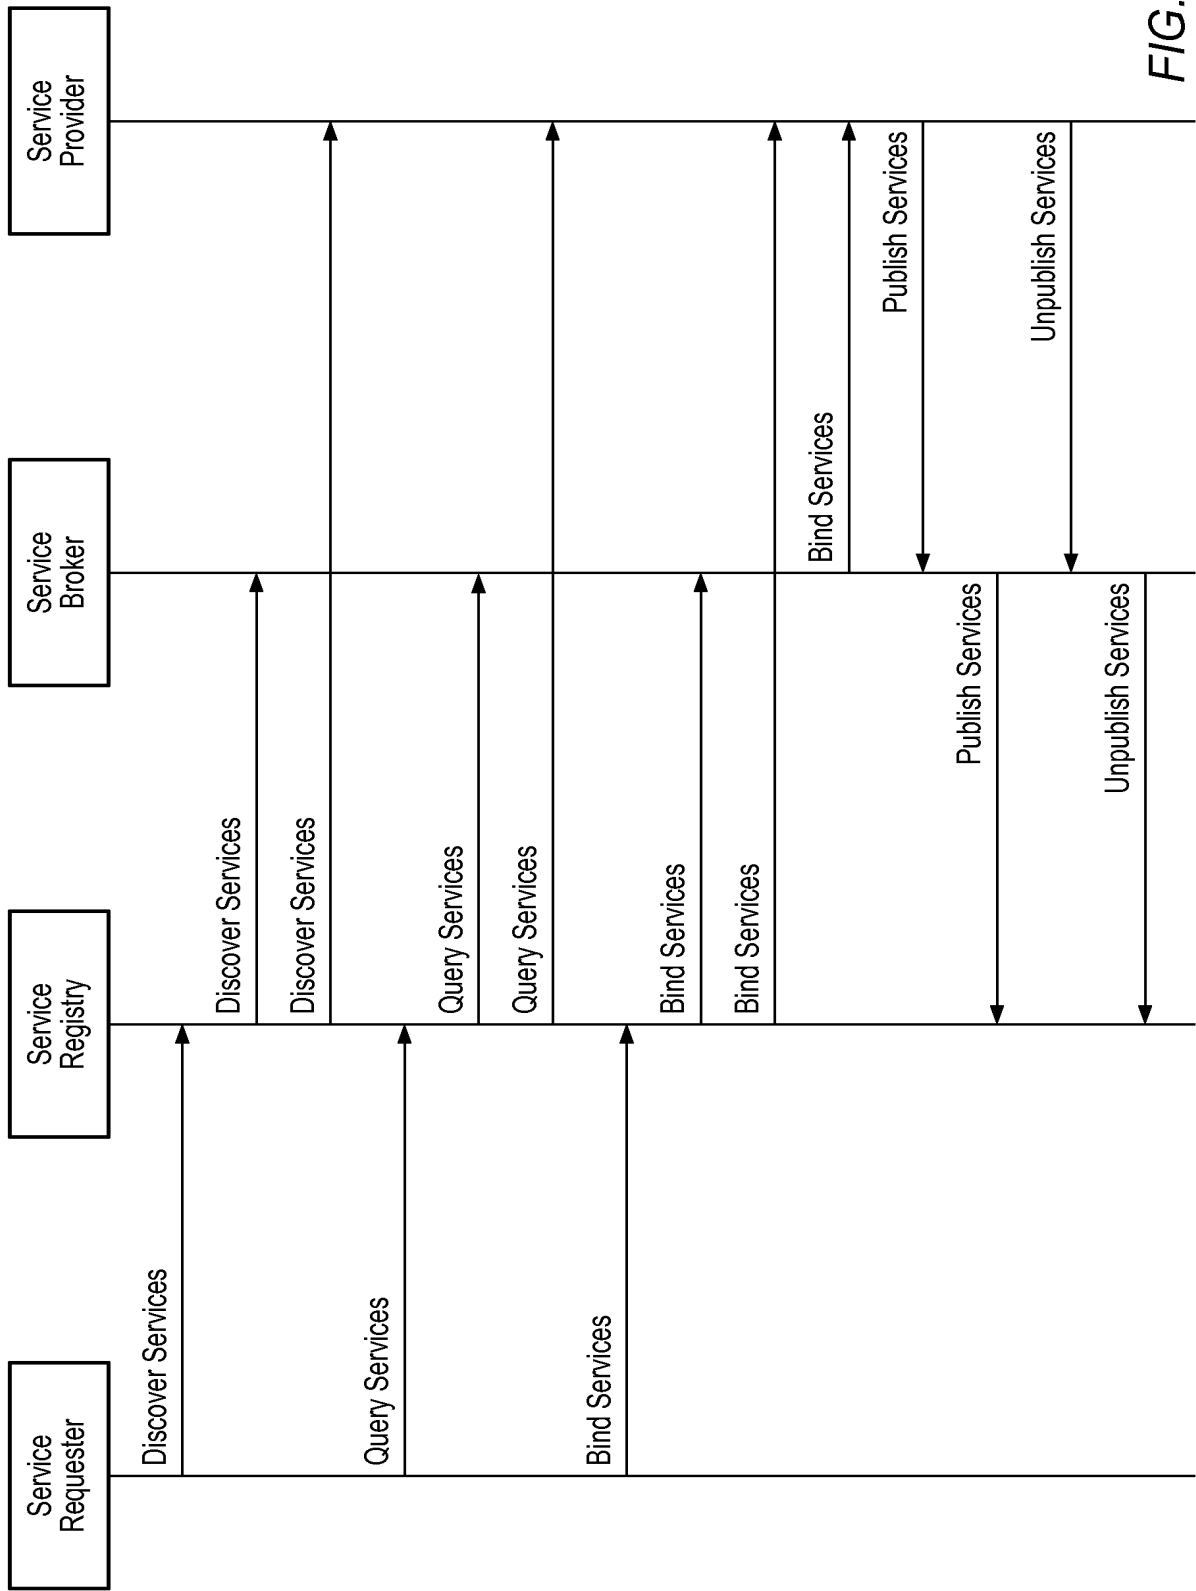 Service
Requester
Service
Registry
Service
Broker
Service
Provider
Discover Services
Discover Services
Discover Services
Query Services
Query Services
Query Services
Bind Services
Bind Services
Bind Services
Bind Services
Publish Services
Publish Services
Unpublish Services
Unpublish Services
FIG.